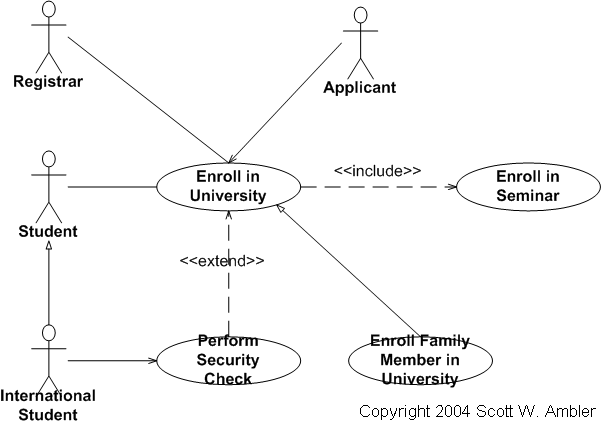 Registrar
Applicant
Enroll in
University
<<include>>
Enroll in
Seminar
Student
<<extend>>
Perform
Security
Check
Enroll Family
Member in
University
International
Student
Copyright 2004 Scott W. Ambler